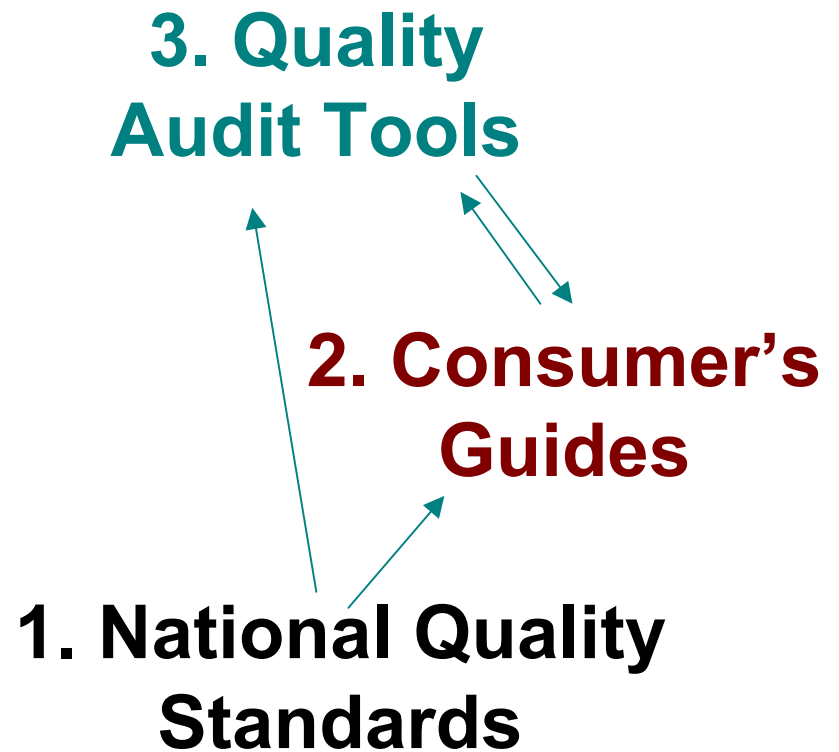 3. Quality
Audit Tools
2. Consumer’s
Guides
1. National Quality
Standards